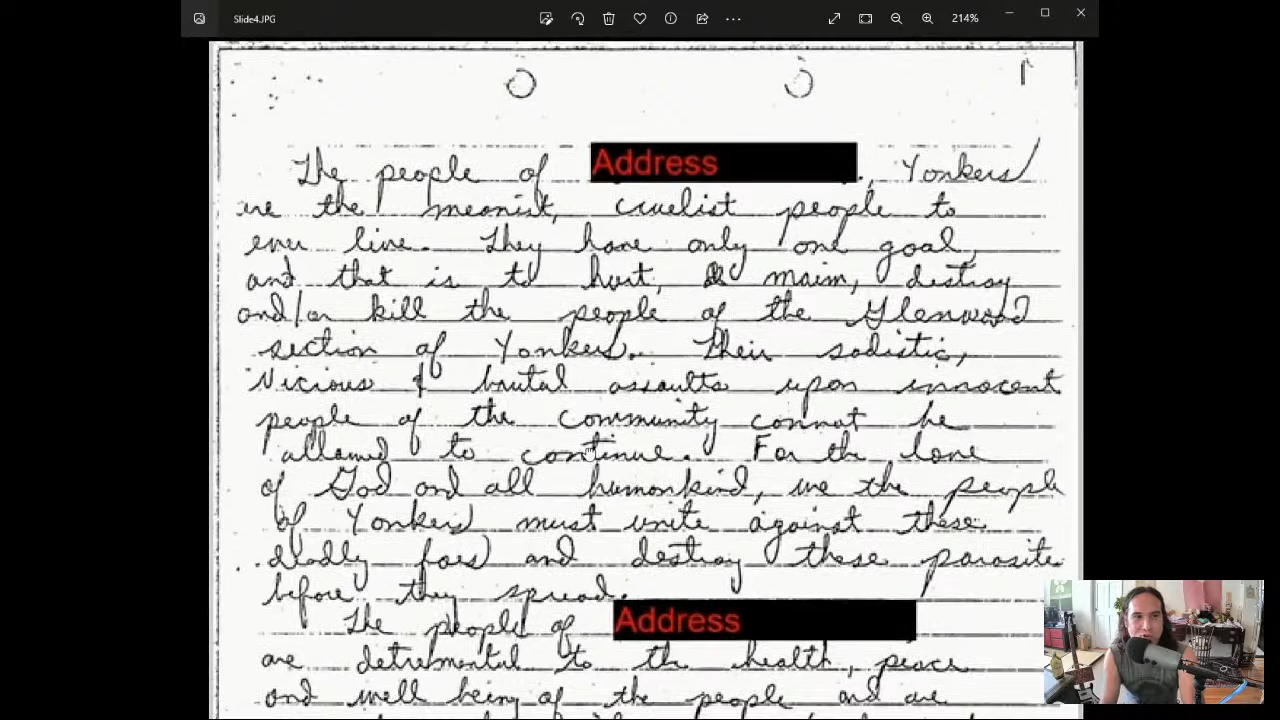 Slide4.JPG
214%
The people of Address ., Yonkers
are the meanist, cruelist people to
ever live. They have only one goal,
and that is to hurt, maim, destroy
and/or kill the people of the Glenwood
section of Yonkers. Their sadistic,
Vicious & brutal assaults upon innocent
people of the community cannot be
allowed to continue. For the love
of God and all humankind, we the people
of Yonkers must unite against these
deadly foes and destroy these parasite
before they spread.
The people of Address
are detremental to the health, peace
and well being of the people and are